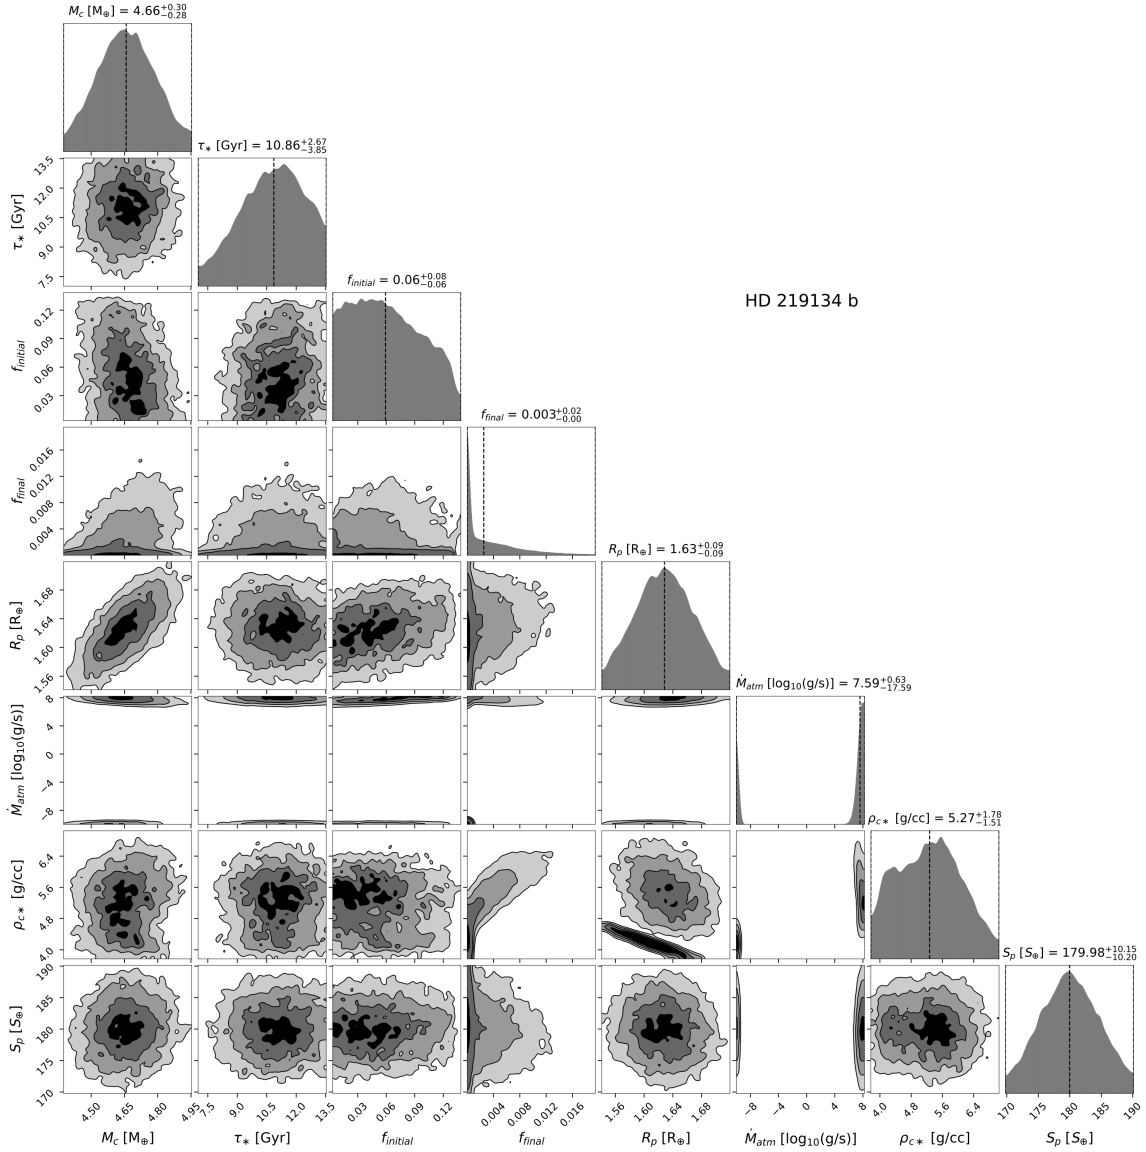 M_c [M⊕] = 4.66 +0.30 −0.28
τ∗ [Gyr] = 10.86 +2.67 −3.85
13.5
12.0
10.5
9.0
7.5
τ∗ [Gyr]
f_initial = 0.06 +0.08 −0.06
HD 219134 b
0.12
0.09
0.06
0.03
f_initial
f_final = 0.003 +0.02 −0.00
0.016
0.012
0.008
0.004
f_final
R_p [R⊕] = 1.63 +0.09 −0.09
1.68
1.64
1.60
1.56
R_p [R⊕]
Ṁ_atm [log10(g/s)] = 7.59 +0.63 −17.59
8
4
0
−4
−8
Ṁ_atm [log10(g/s)]
ρ_c∗ [g/cc] = 5.27 +1.78 −1.51
6.4
5.6
4.8
4.0
ρ_c∗ [g/cc]
S_p [S⊕] = 179.98 +10.15 −10.20
190
185
180
175
170
S_p [S⊕]
4.50 4.65 4.80 4.95 7.5 9.0 10.5 12.0 13.5 0.03 0.06 0.09 0.12 0.004 0.008 0.012 0.016 1.56 1.60 1.64 1.68 −8 −4 0 4 8 4.0 4.8 5.6 6.4 170 175 180 185 190
M_c [M⊕] τ∗ [Gyr] f_initial f_final R_p [R⊕] Ṁ_atm [log10(g/s)] ρ_c∗ [g/cc] S_p [S⊕]